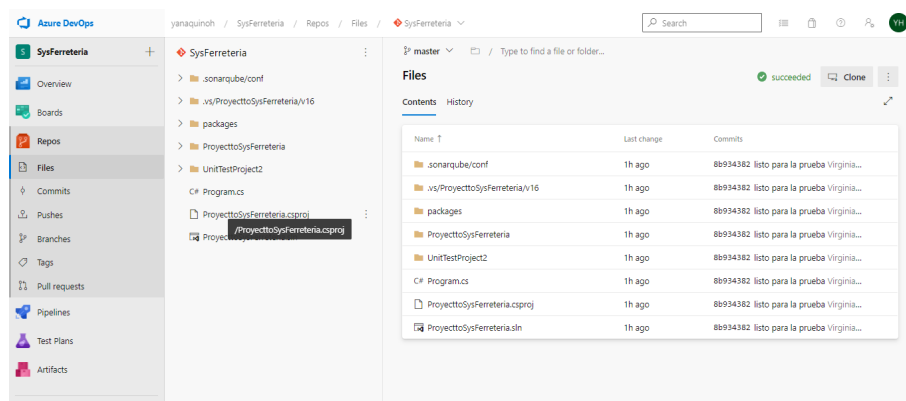 Azure DevOps
yanaquinoh / SysFerreteria / Repos / Files / SysFerreteria
Search
YH
S SysFerreteria
Overview
Boards
Repos
Files
Commits
Pushes
Branches
Tags
Pull requests
Pipelines
Test Plans
Artifacts
SysFerreteria
.sonarqube/conf
.vs/ProyecttoSysFerreteria/v16
packages
ProyecttoSysFerreteria
UnitTestProject2
C# Program.cs
ProyecttoSysFerreteria.csproj
/ProyecttoSysFerreteria.csproj
master / Type to find a file or folder...
Files
succeeded Clone
Contents History
Name ↑ Last change Commits
.sonarqube/conf 1h ago 8b934382 listo para la prueba Virginia...
.vs/ProyecttoSysFerreteria/v16 1h ago 8b934382 listo para la prueba Virginia...
packages 1h ago 8b934382 listo para la prueba Virginia...
ProyecttoSysFerreteria 1h ago 8b934382 listo para la prueba Virginia...
UnitTestProject2 1h ago 8b934382 listo para la prueba Virginia...
C# Program.cs 1h ago 8b934382 listo para la prueba Virginia...
ProyecttoSysFerreteria.csproj 1h ago 8b934382 listo para la prueba Virginia...
ProyecttoSysFerreteria.sln 1h ago 8b934382 listo para la prueba Virginia...